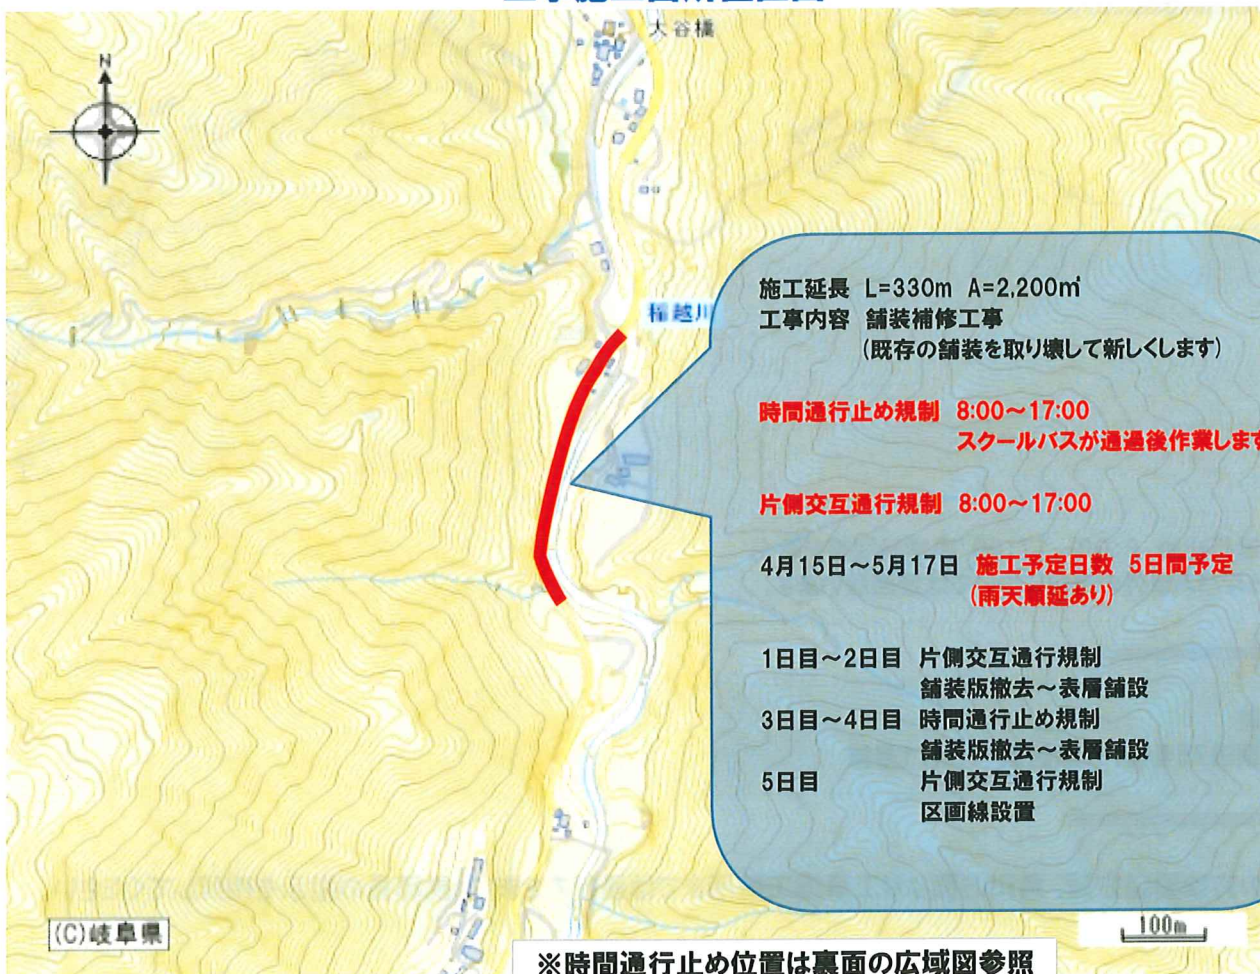 大谷橋
N
稲越川
施工延長 L=330m A=2,200㎡
工事内容 舗装補修工事
(既存の舗装を取り壊して新しくします)
時間通行止め規制 8:00～17:00
スクールバスが通過後作業します
片側交互通行規制 8:00～17:00
4月15日～5月17日 施工予定日数 5日間予定
(雨天順延あり)
1日目～2日目 片側交互通行規制
舗装版撤去～表層舗設
3日目～4日目 時間通行止め規制
舗装版撤去～表層舗設
5日目 片側交互通行規制
区画線設置
(C)岐阜県
100m
※時間通行止め位置は裏面の広域図参照